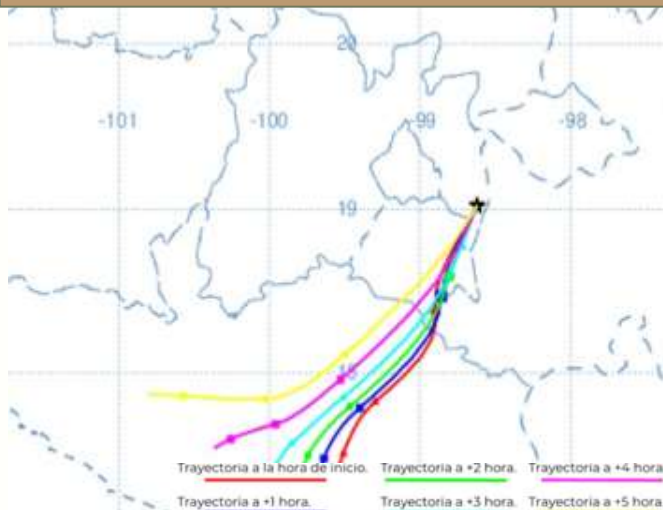 20
-101 -100 -99 -98
19
18
Trayectoria a la hora de inicio. Trayectoria a +2 hora. Trayectoria a +4 hora
Trayectoria a +1 hora. Trayectoria a +3 hora. Trayectoria a +5 hora.